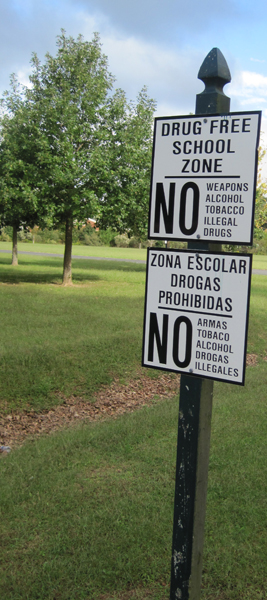 DRUG FREE
SCHOOL
ZONE
NO WEAPONS
ALCOHOL
TOBACCO
ILLEGAL
DRUGS
ZONA ESCOLAR
DROGAS
PROHIBIDAS
NO ARMAS
TOBACO
ALCOHOL
DROGAS
ILLEGALES